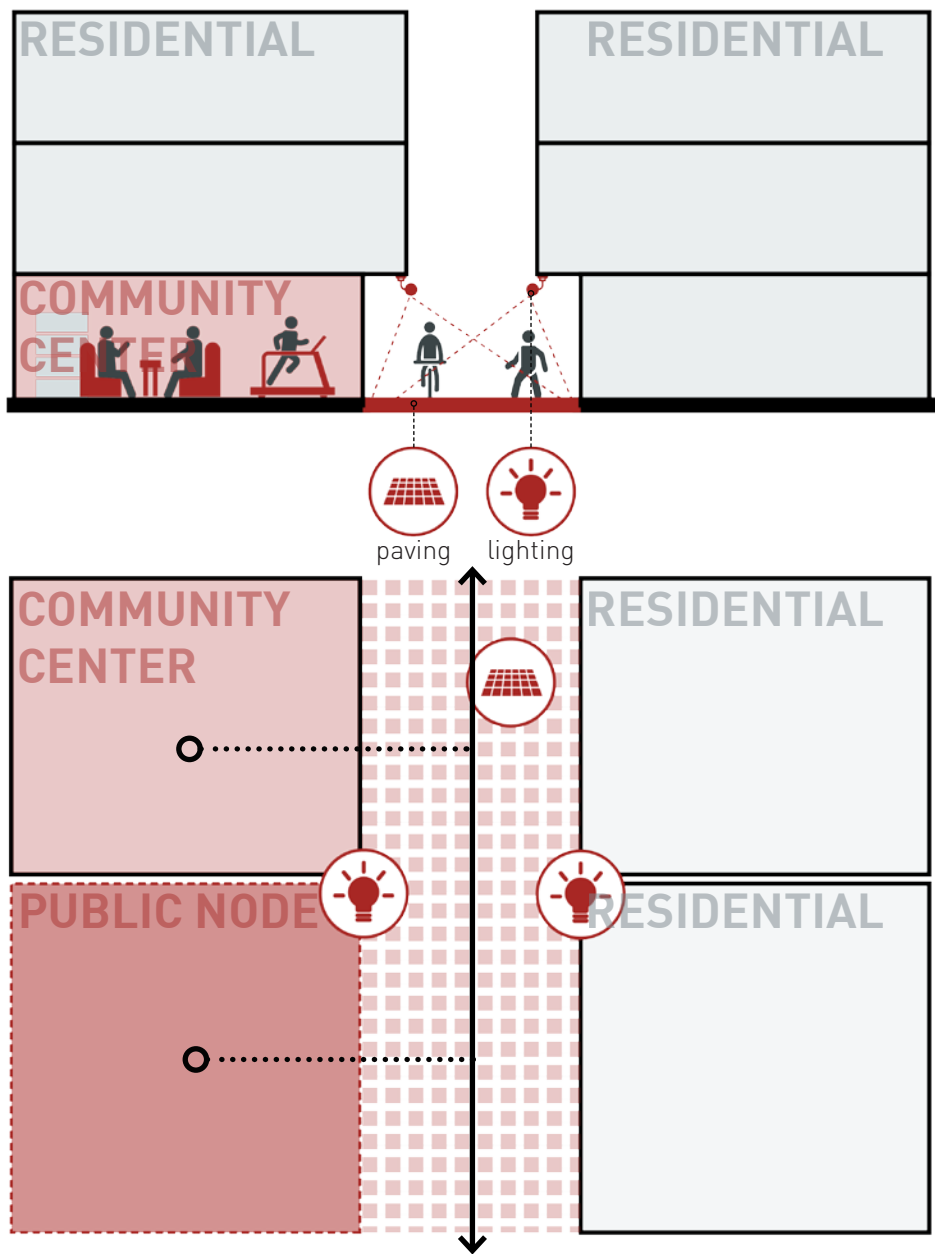 RESIDENTIAL
RESIDENTIAL
COMMUNITY
CENTER
paving
lighting
COMMUNITY
CENTER
RESIDENTIAL
PUBLIC NODE
RESIDENTIAL